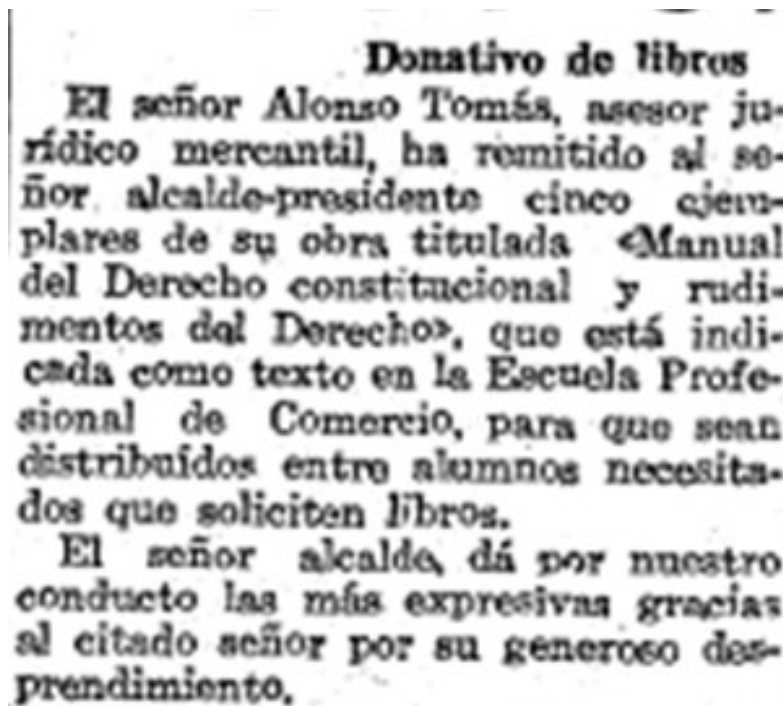 Donativo de libros
El señor Alonso Tomás, asesor ju-
rídico mercantil, ha remitido al se-
ñor alcalde-presidente cinco ejem-
plares de su obra titulada «Manual
del Derecho constitucional y rudi-
mentos del Derecho», que está indi-
cada como texto en la Escuela Profe-
sional de Comercio, para que sean
distribuídos entre alumnos necesita-
dos que soliciten libros.
El señor alcalde, dá por nuestro
conducto las más expresivas gracias
al citado señor por su generoso des-
prendimiento.